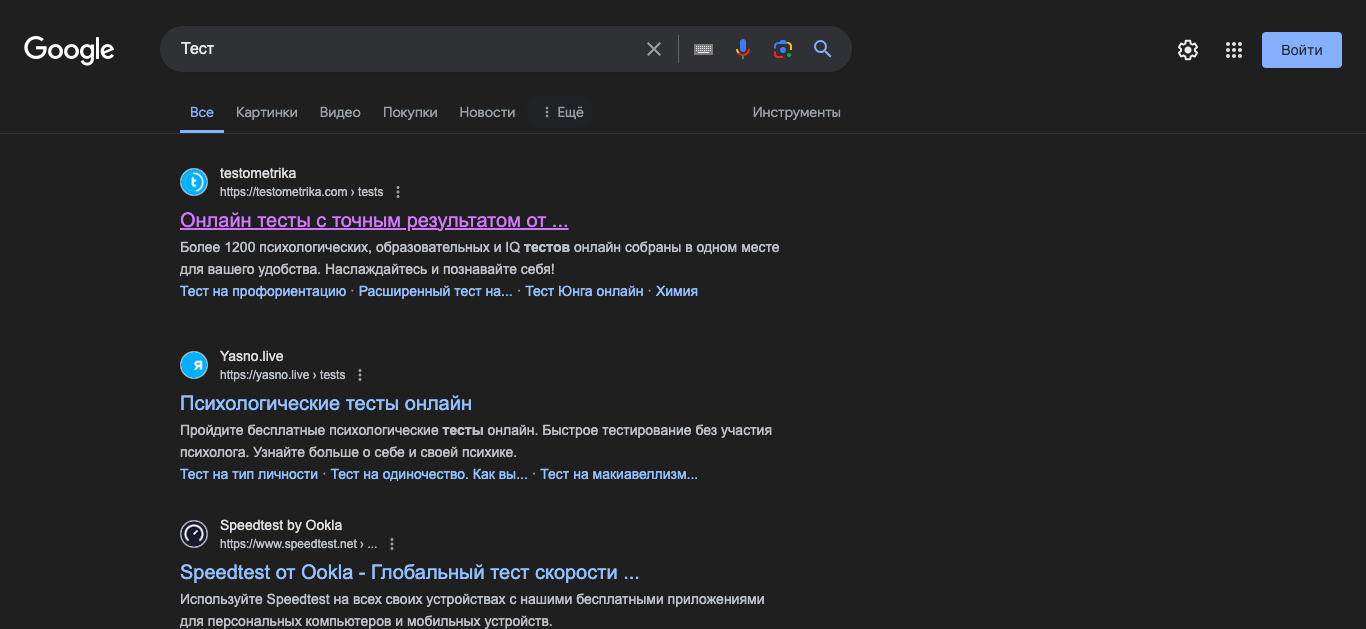 Google
Тест
Войти
Все Картинки Видео Покупки Новости Ещё Инструменты
testometrika
https://testometrika.com › tests
Онлайн тесты с точным результатом от ...
Более 1200 психологических, образовательных и IQ тестов онлайн собраны в одном месте
для вашего удобства. Наслаждайтесь и познавайте себя!
Тест на профориентацию · Расширенный тест на... · Тест Юнга онлайн · Химия
Yasno.live
https://yasno.live › tests
Психологические тесты онлайн
Пройдите бесплатные психологические тесты онлайн. Быстрое тестирование без участия
психолога. Узнайте больше о себе и своей психике.
Тест на тип личности · Тест на одиночество. Как вы... · Тест на макиавеллизм...
Speedtest by Ookla
https://www.speedtest.net › ...
Speedtest от Ookla - Глобальный тест скорости ...
Используйте Speedtest на всех своих устройствах с нашими бесплатными приложениями
для персональных компьютеров и мобильных устройств.